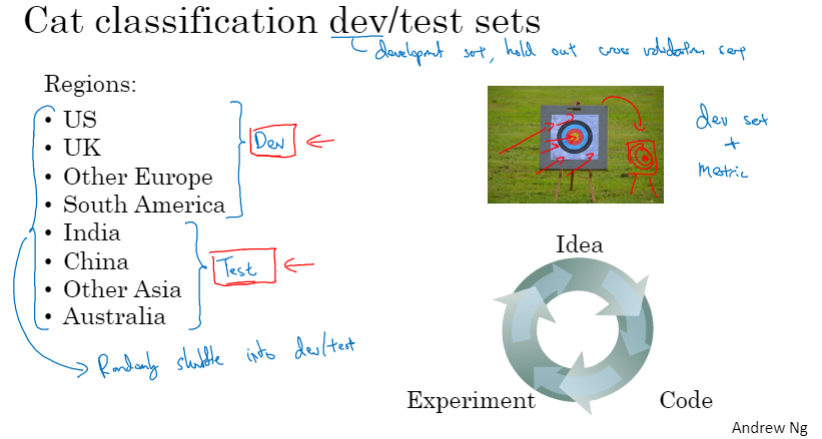 Cat classification dev/test sets
development set, hold out cross validation
Regions:
• US
• UK
• Other Europe
• South America
• India
• China
• Other Asia
• Australia
Dev
Test
Randomly shuffle into dev/test
dev set
+
metric
Idea
Experiment
Code
Andrew Ng